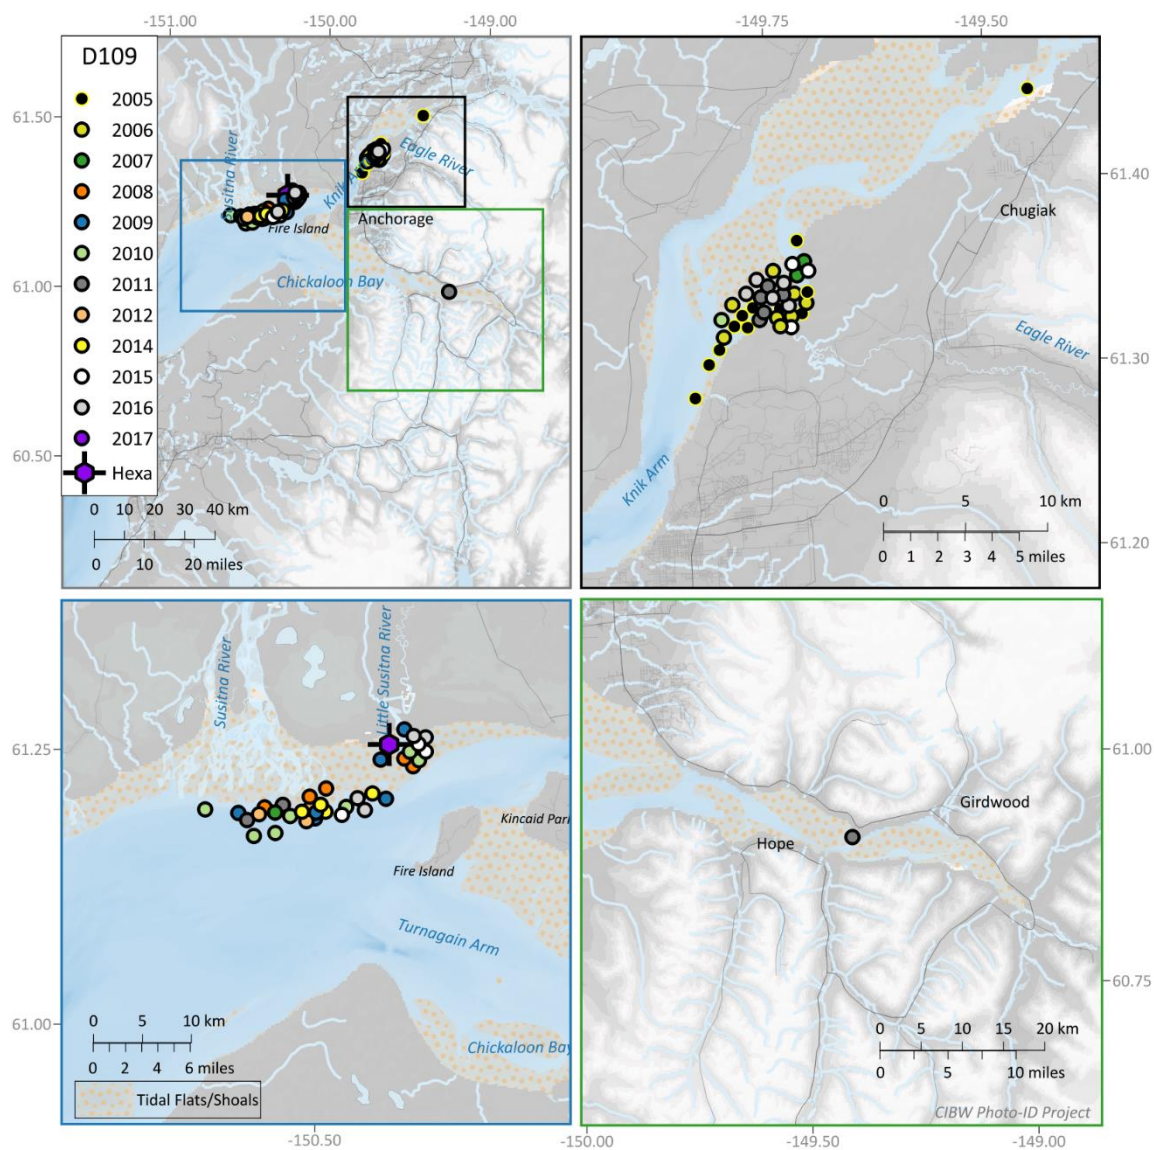 -151.00 -150.00 -149.00
-149.75 -149.50
D109
2005
2006
2007
2008
2009
2010
2011
2012
2014
2015
2016
2017
Hexa
61.50
61.00
60.50
Eagle River
Knik
Anchorage
Fire Island
Chickaloon Bay
0 10 20 30 40 km
0 10 20 miles
61.40
61.30
61.20
Chugiak
Eagle River
Knik Arm
0 5 10 km
0 1 2 3 4 5 miles
Susitna River
Little Susitna River
61.25
61.00
Kincaid Par
Fire Island
Turnagain Arm
Chickaloon Bay
0 5 10 km
0 2 4 6 miles
Tidal Flats/Shoals
-150.50
61.00
60.75
Girdwood
Hope
0 5 10 15 20 km
0 5 10 miles
CIBW Photo-ID Project
-150.00 -149.50 -149.00